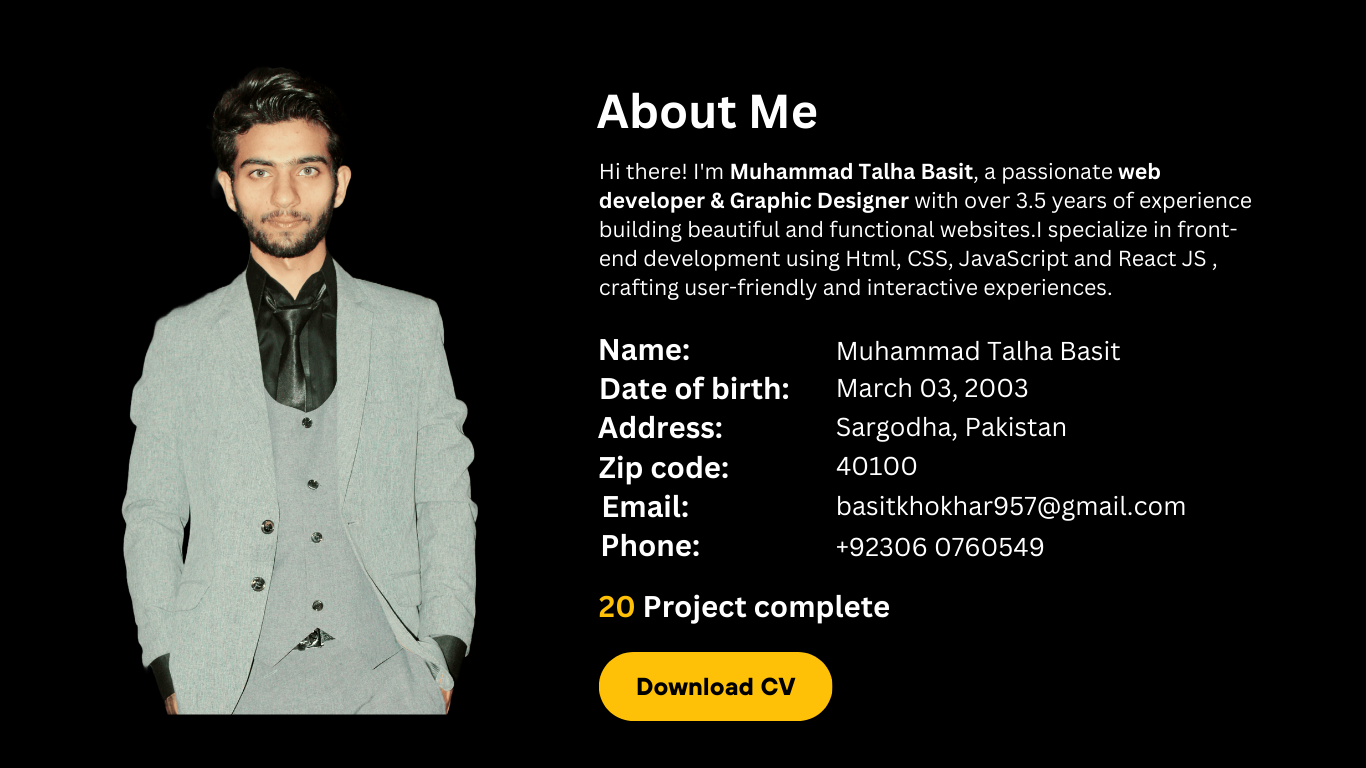 About Me
Hi there! I'm Muhammad Talha Basit, a passionate web
developer & Graphic Designer with over 3.5 years of experience
building beautiful and functional websites.I specialize in front-
end development using Html, CSS, JavaScript and React JS ,
crafting user-friendly and interactive experiences.
Name: Muhammad Talha Basit
Date of birth: March 03, 2003
Address: Sargodha, Pakistan
Zip code: 40100
Email: basitkhokhar957@gmail.com
Phone: +92306 0760549
20 Project complete
Download CV